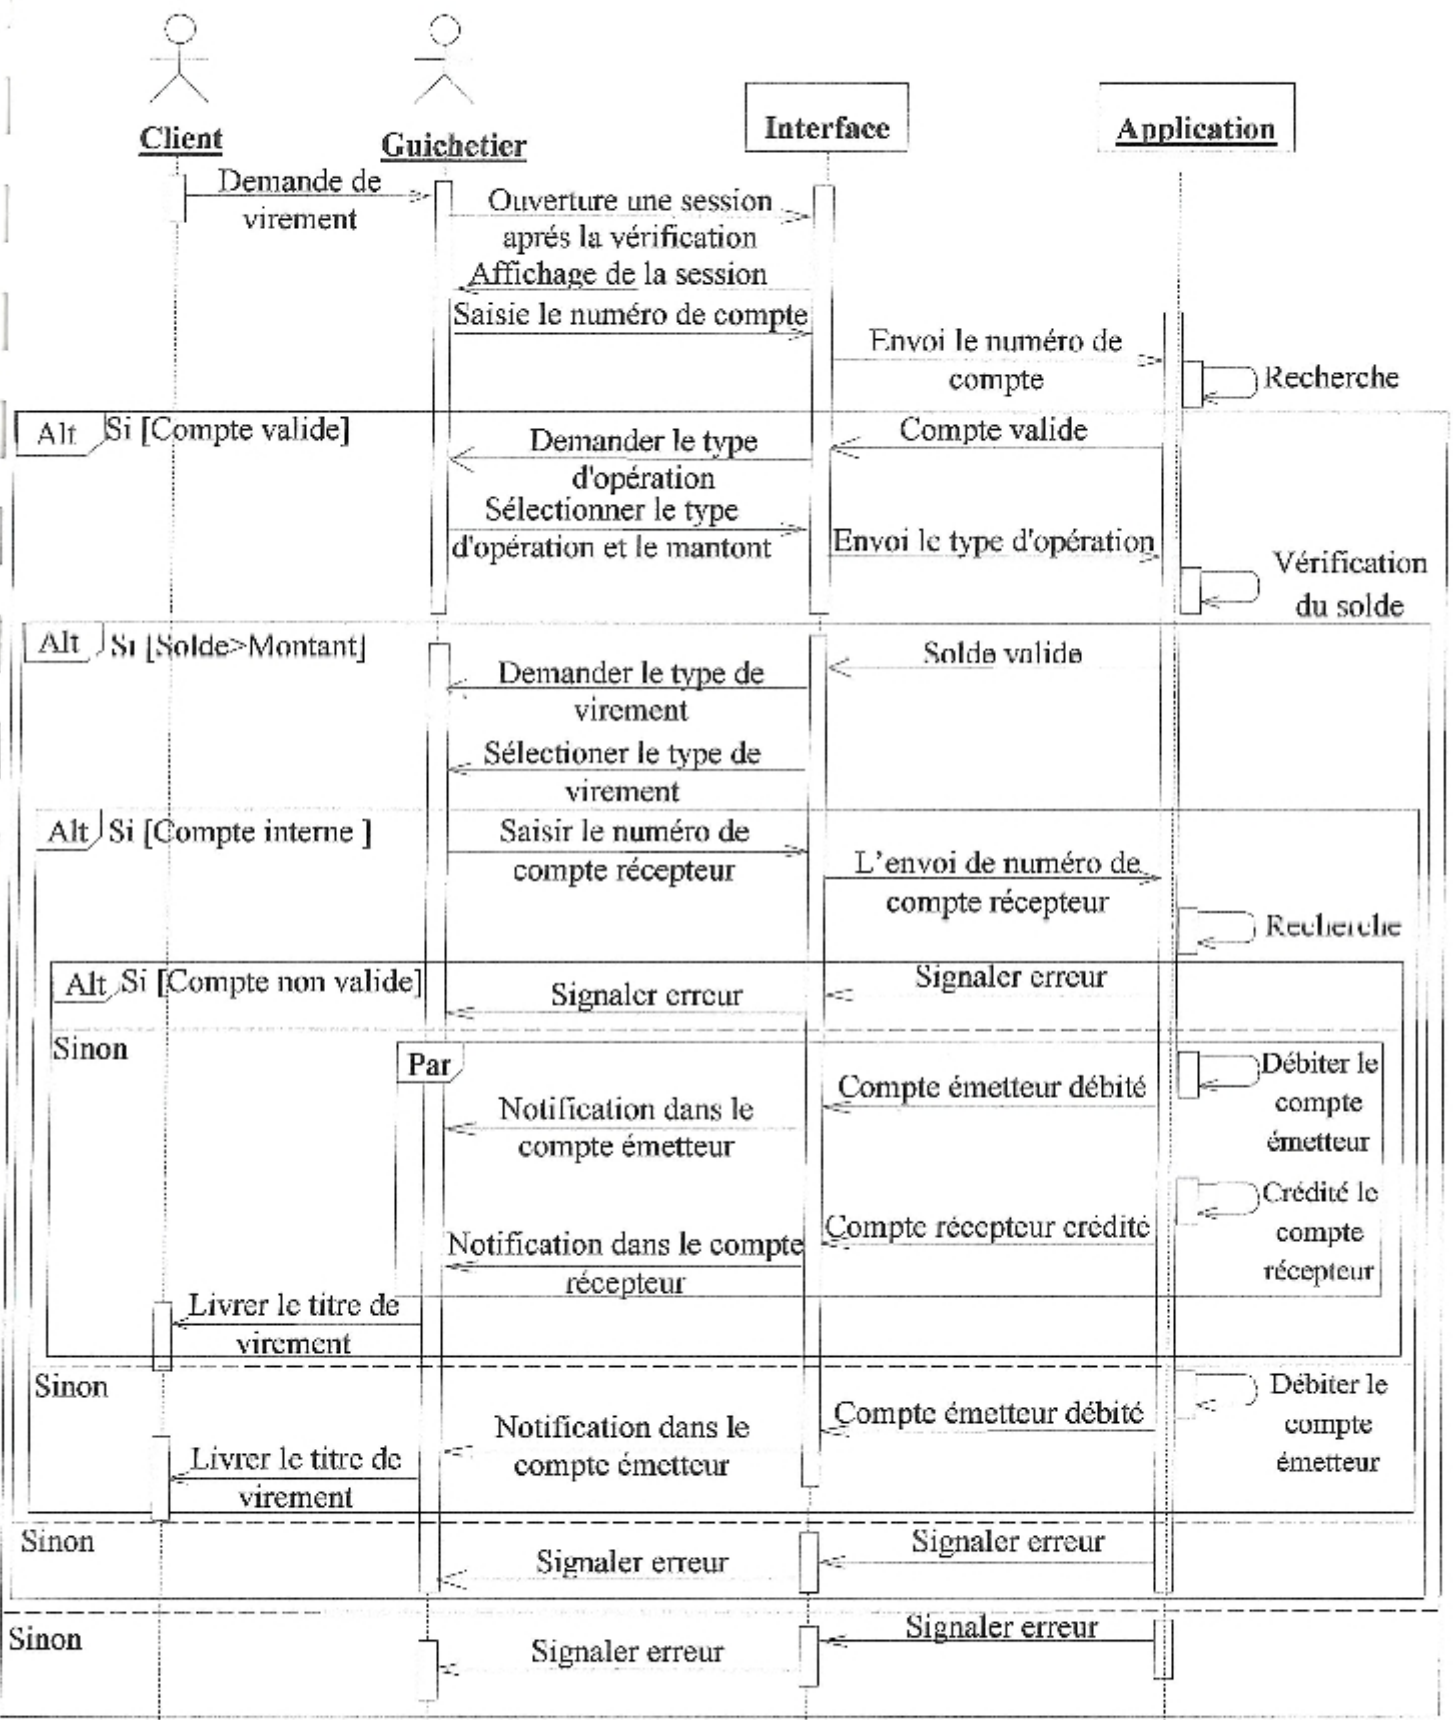 Client
Guichetier
Interface
Application
Demande de
virement
Ouverture une session
aprés la vérification
Affichage de la session
Saisie le numéro de compte
Envoi le numéro de
compte
Recherche
Alt Si [Compte valide]
Compte valide
Demander le type
d'opération
Sélectionner le type
d'opération et le mantont
Envoi le type d'opération
Vérification
du solde
Alt Si [Solde>Montant]
Solde valide
Demander le type de
virement
Sélectioner le type de
virement
Alt Si [Compte interne ]
Saisir le numéro de
compte récepteur
L'envoi de numéro de
compte récepteur
Recherche
Alt Si [Compte non valide]
Signaler erreur
Signaler erreur
Sinon
Par
Débiter le
compte
émetteur
Compte émetteur débité
Notification dans le
compte émetteur
Crédité le
compte
récepteur
Compte récepteur crédité
Notification dans le compte
récepteur
Livrer le titre de
virement
Sinon
Débiter le
compte
émetteur
Compte émetteur débité
Notification dans le
compte émetteur
Livrer le titre de
virement
Sinon
Signaler erreur
Signaler erreur
Sinon
Signaler erreur
Signaler erreur